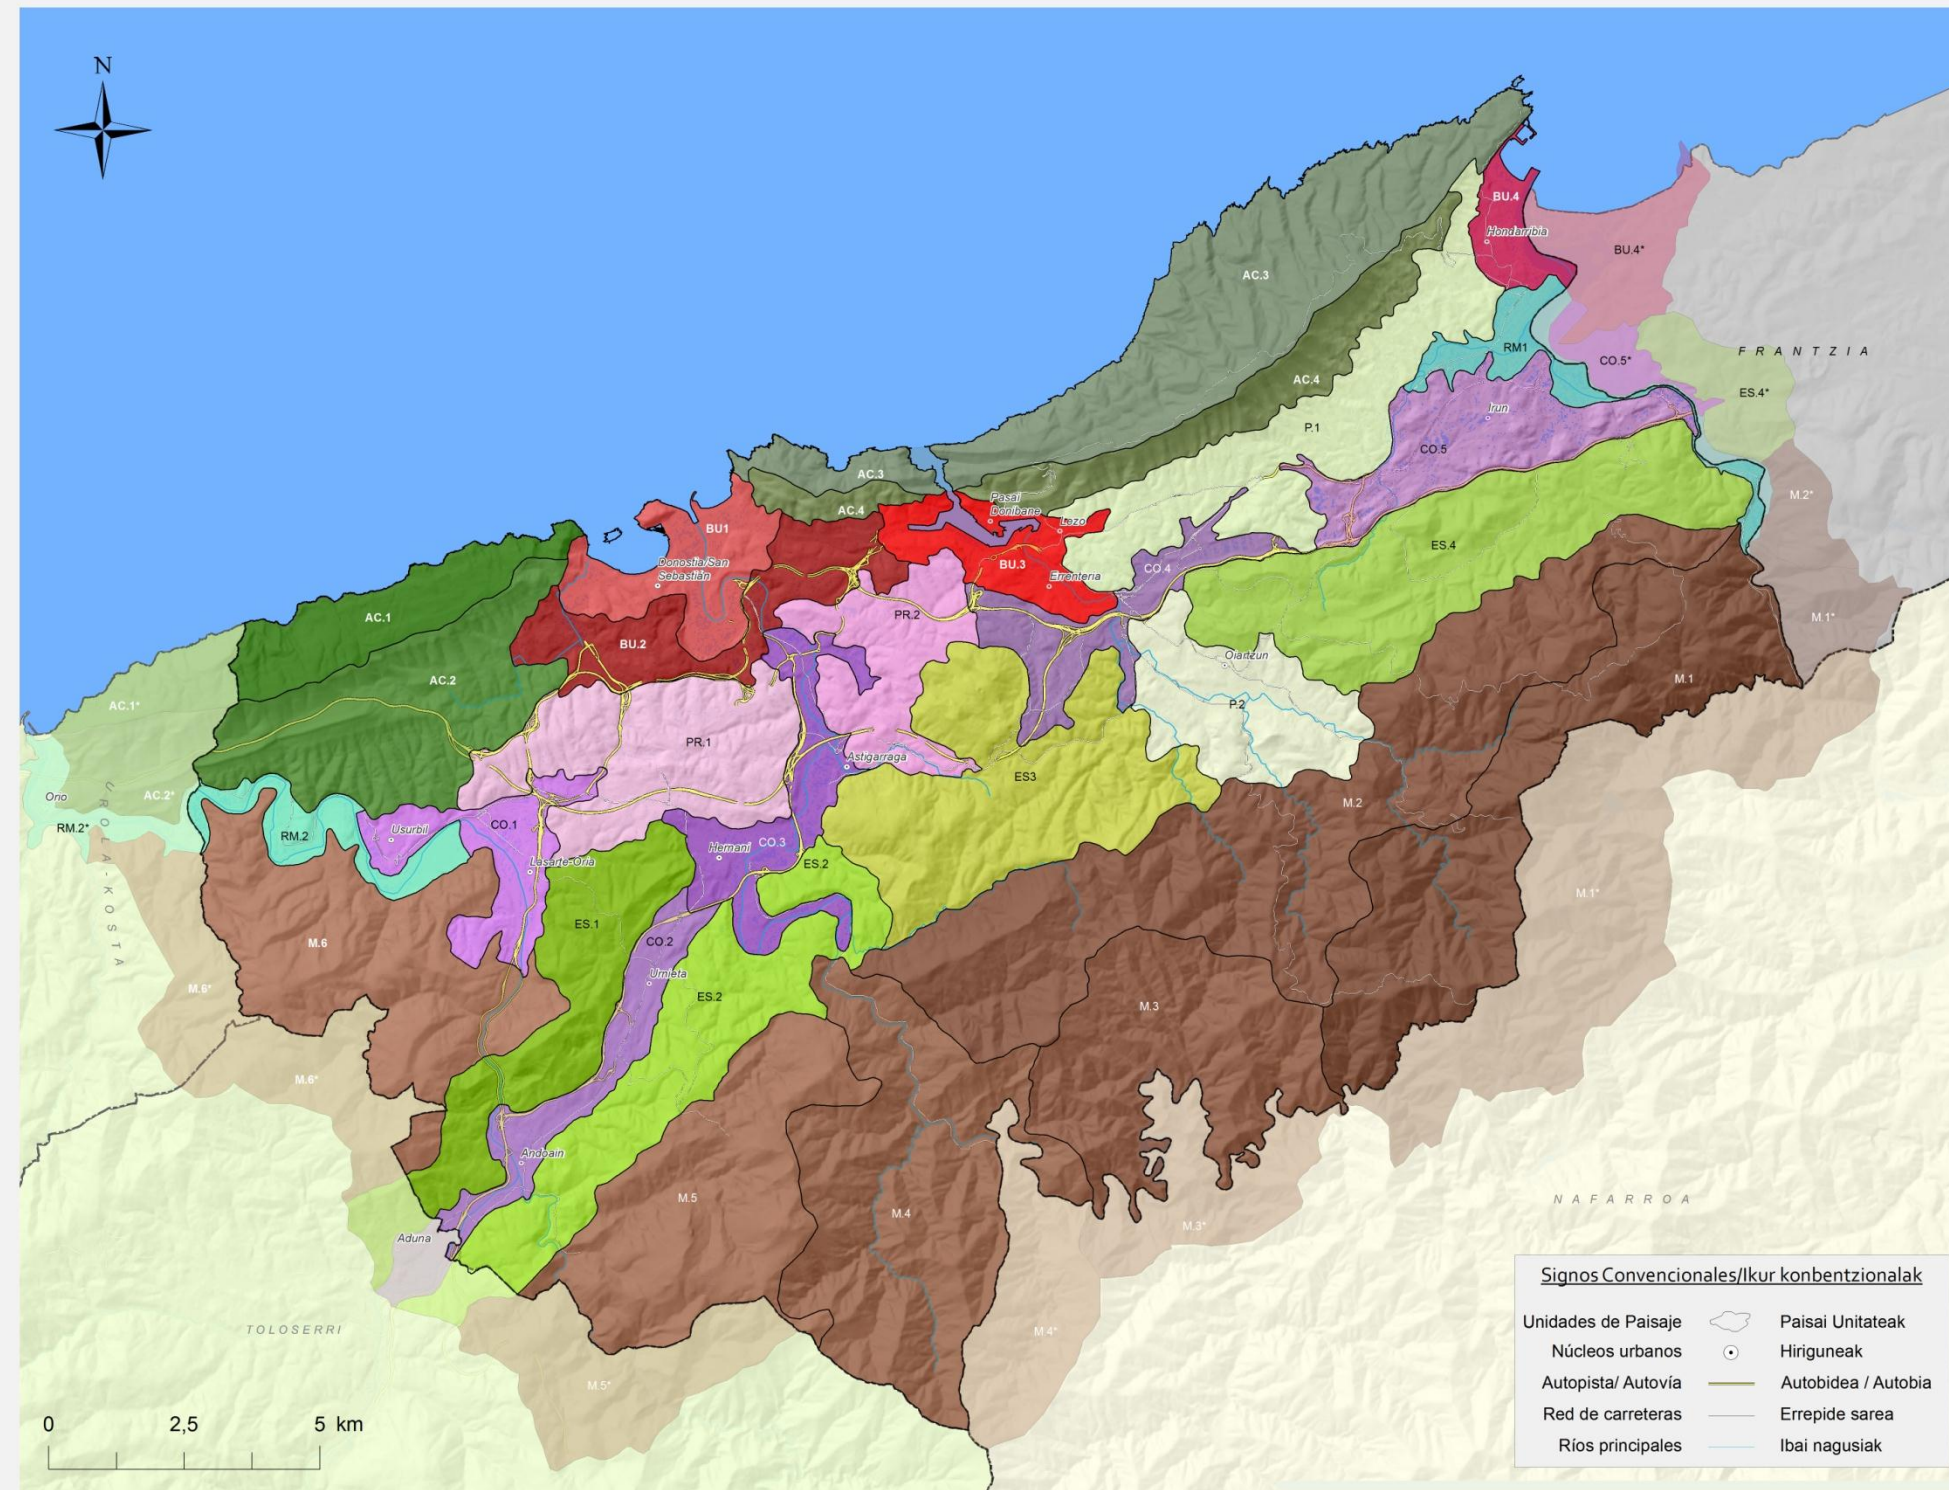 N
BU.4
Hondarribia
BU.4*
AC.3
FRANTZIA
RM1
CO.5*
AC.4
ES.4*
Irun
P.1
CO.5
AC.3
M.2*
Pasai
Donibane
AC.4
Lezo
BU1
ES.4
Donostia/San
Sebastián
BU.3
CO.4
Errenteria
AC.1
PR.2
M.1*
BU.2
Oiartzun
AC.2
M.1
AC.1*
P.2
PR.1
Astigarraga
ES3
Orio
AC.2*
M.2
RM.2*
UROLA-KOSTA
RM.2
Usurbil
CO.1
Hernani
CO.3
Lasarte-Oria
ES.2
M.1*
ES.1
M.6
CO.2
Urnieta
M.6*
ES.2
M.3
M.6*
Andoain
M.5
NAFARROA
M.4
M.3*
Aduna
TOLOSERRI
M.4*
M.5*
0 2,5 5 km
Signos Convencionales/Ikur konbentzionalak
Unidades de Paisaje Paisai Unitateak
Núcleos urbanos Hiriguneak
Autopista/ Autovía Autobidea / Autobia
Red de carreteras Errepide sarea
Ríos principales Ibai nagusiak